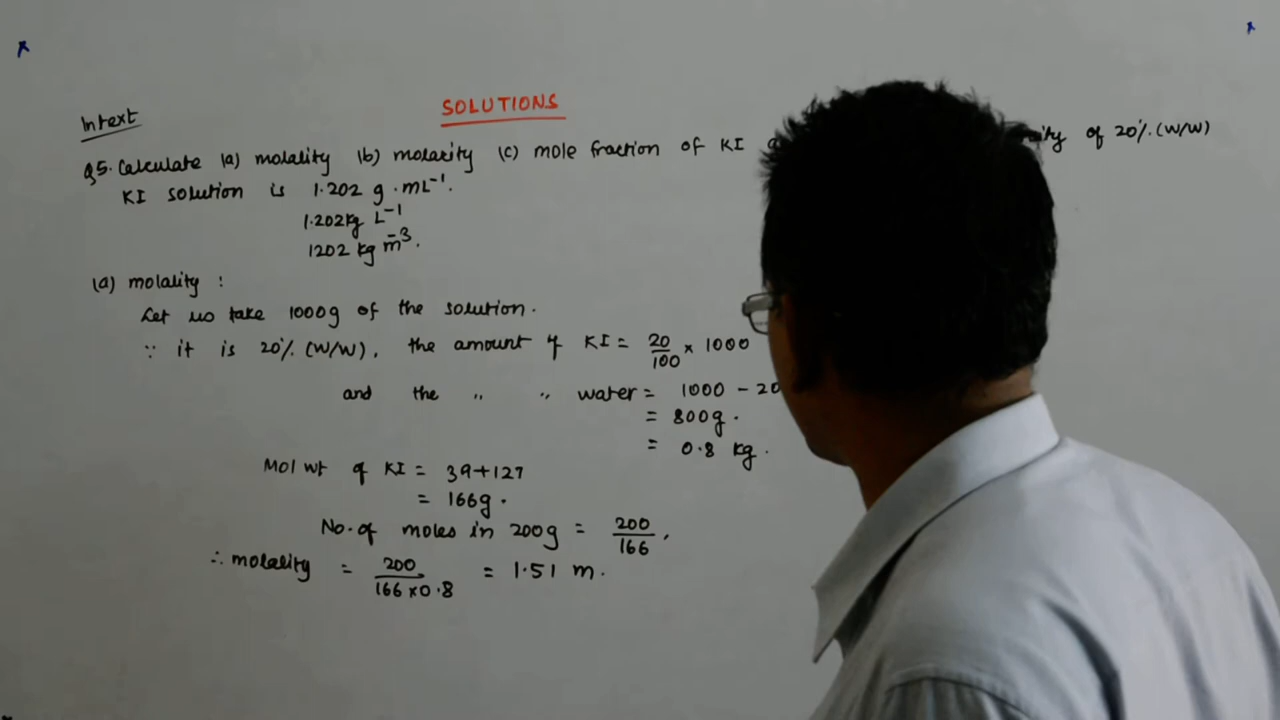 SOLUTIONS
Intext
Q5. Calculate (a) molality (b) molarity (c) mole fraction of KI of 20%. (W/W)
KI solution is 1.202 g . mL⁻¹.
1.202kg L⁻¹
1202 kg m⁻³.
(a) molality :
Let us take 1000g of the solution.
∵ it is 20%. (W/W), the amount of KI = 20/100 × 1000
and the " " water = 1000 - 20
= 800g.
= 0.8 kg.
Mol wt of KI = 39+127
= 166g.
No. of moles in 200g = 200/166.
∴ molality = 200/166×0.8 = 1.51 m.